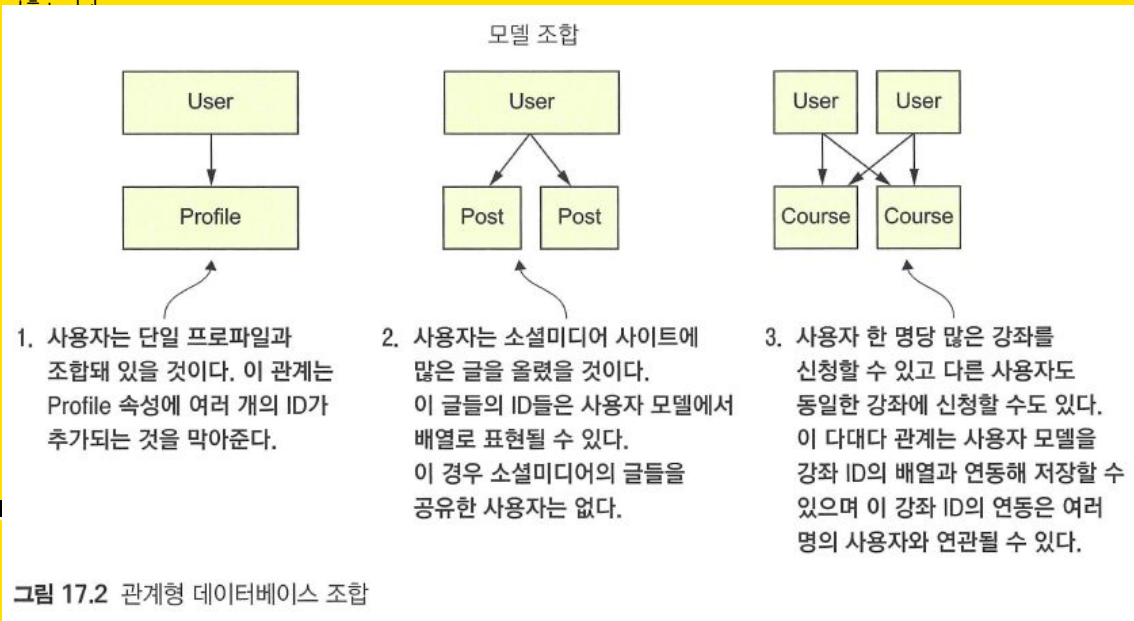 모델 조합
User
Profile
User
Post Post
User User
Course Course
1. 사용자는 단일 프로파일과
조합돼 있을 것이다. 이 관계는
Profile 속성에 여러 개의 ID가
추가되는 것을 막아준다.
2. 사용자는 소셜미디어 사이트에
많은 글을 올렸을 것이다.
이 글들의 ID들은 사용자 모델에서
배열로 표현될 수 있다.
이 경우 소셜미디어의 글들을
공유한 사용자는 없다.
3. 사용자 한 명당 많은 강좌를
신청할 수 있고 다른 사용자도
동일한 강좌에 신청할 수도 있다.
이 다대다 관계는 사용자 모델을
강좌 ID의 배열과 연동해 저장할 수
있으며 이 강좌 ID의 연동은 여러
명의 사용자와 연관될 수 있다.
그림 17.2 관계형 데이터베이스 조합